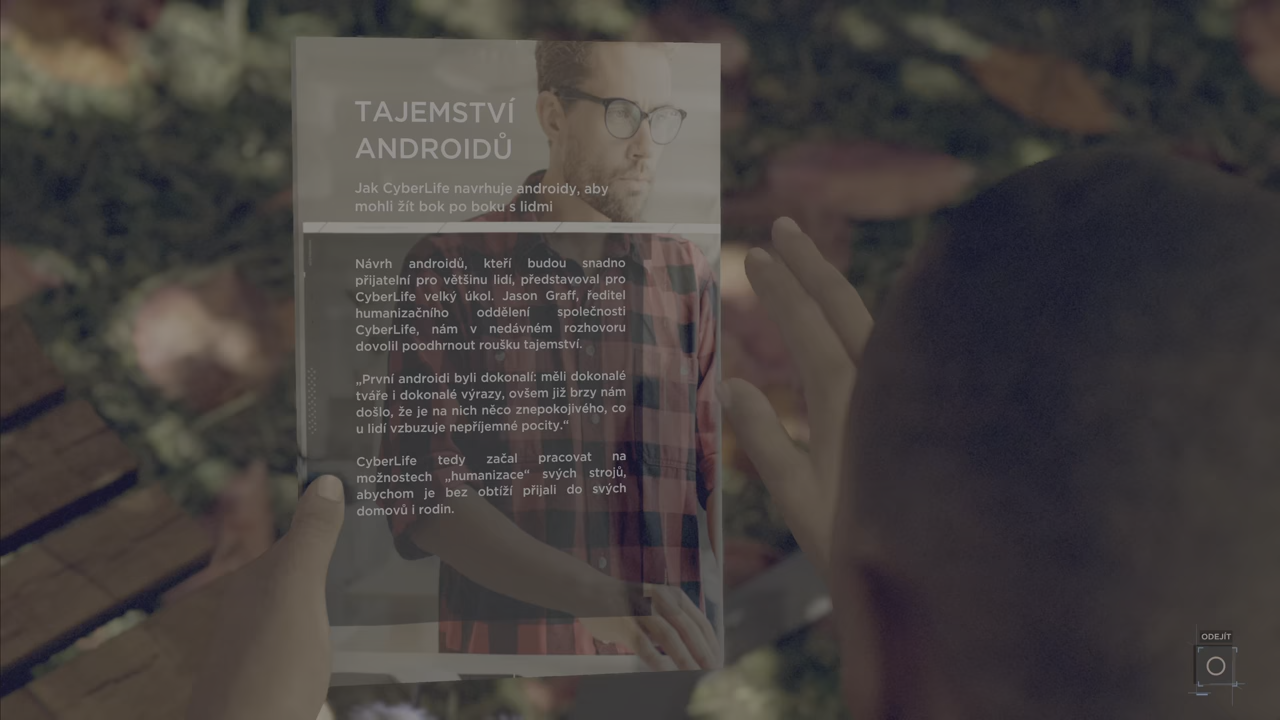 TAJEMSTVÍ
ANDROIDŮ
Jak CyberLife navrhuje androidy, aby
mohli žít bok po boku s lidmi
Návrh androidů, kteří budou snadno
přijatelní pro většinu lidí, představoval pro
CyberLife velký úkol. Jason Graff, ředitel
humanizačního oddělení společnosti
CyberLife, nám v nedávném rozhovoru
dovolil poodhrnout roušku tajemství.
„První androidi byli dokonalí: měli dokonalé
tváře i dokonalé výrazy, ovšem již brzy nám
došlo, že je na nich něco znepokojivého, co
u lidí vzbuzuje nepříjemné pocity.“
CyberLife tedy začal pracovat na
možnostech „humanizace“ svých strojů,
abychom je bez obtíží přijali do svých
domovů i rodin.
ODEJÍT